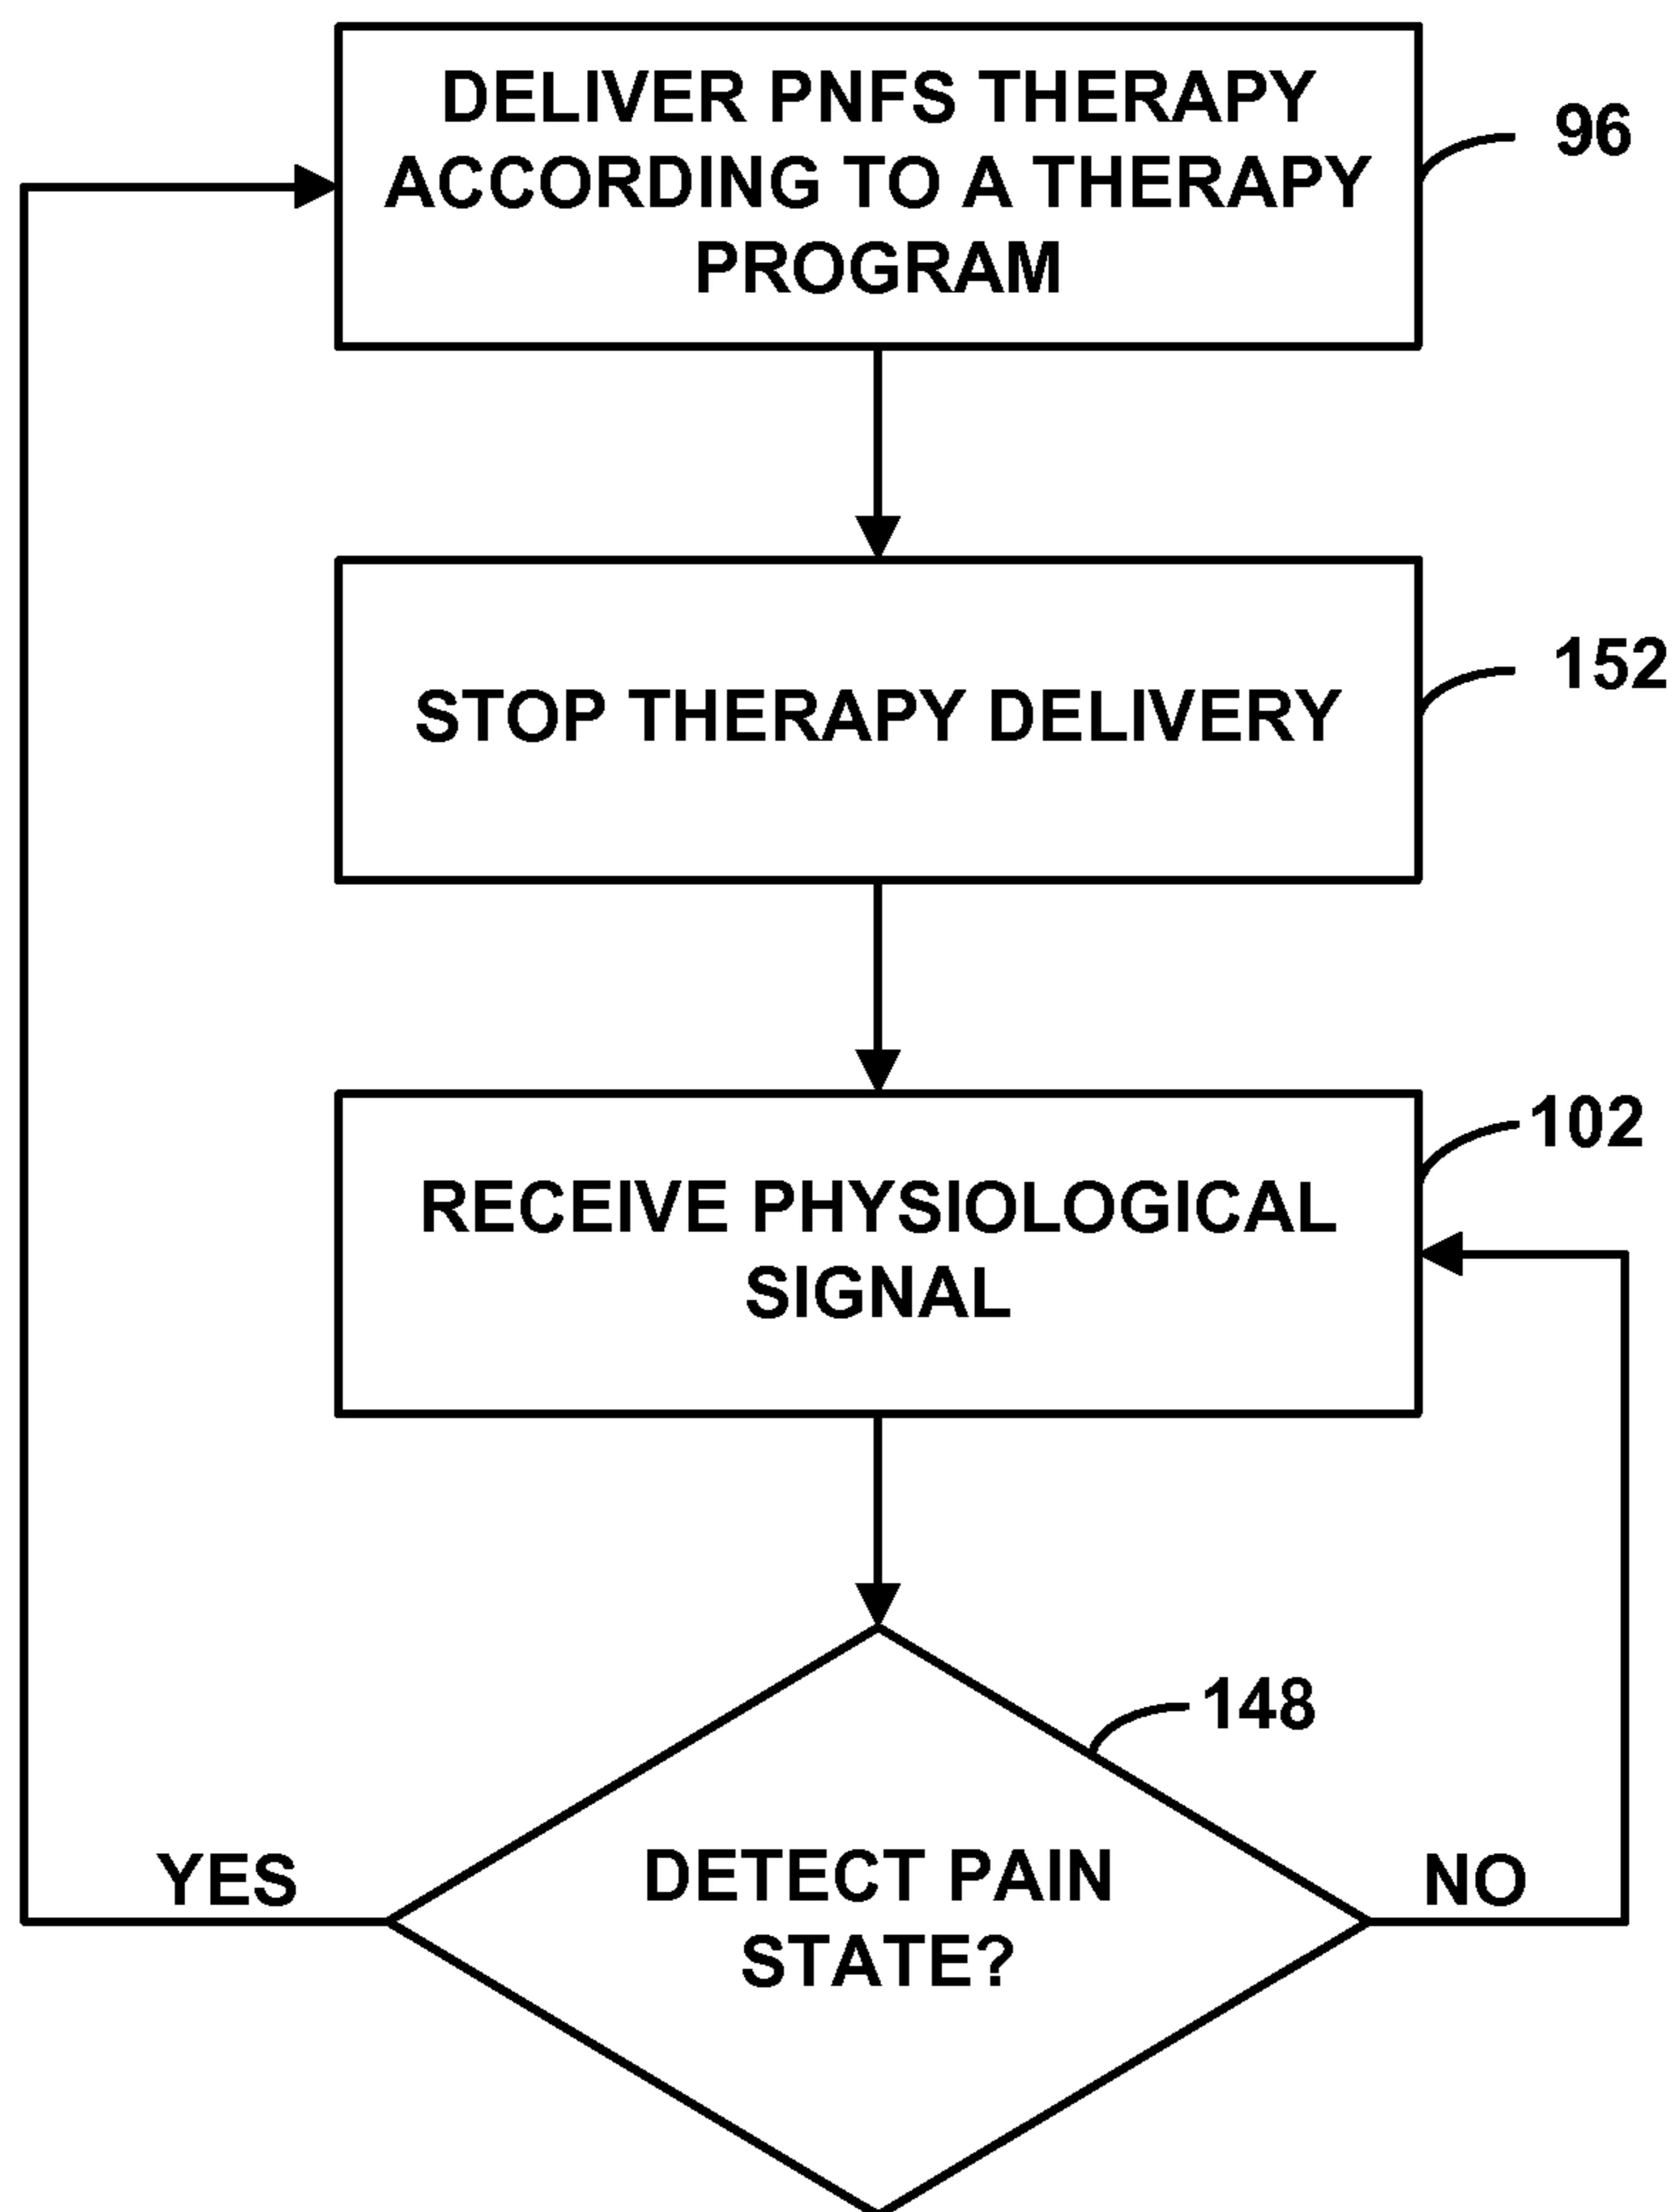 DELIVER PNFS THERAPY
ACCORDING TO A THERAPY
PROGRAM
96
STOP THERAPY DELIVERY
152
RECEIVE PHYSIOLOGICAL
SIGNAL
102
DETECT PAIN
STATE?
148
YES
NO